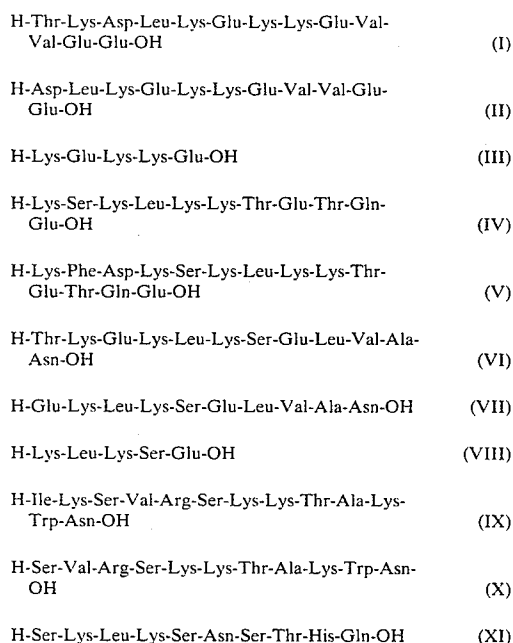 H-Thr-Lys-Asp-Leu-Lys-Glu-Lys-Lys-Glu-Val-
Val-Glu-Glu-OH (I)
H-Asp-Leu-Lys-Glu-Lys-Lys-Glu-Val-Val-Glu-
Glu-OH (II)
H-Lys-Glu-Lys-Lys-Glu-OH (III)
H-Lys-Ser-Lys-Leu-Lys-Lys-Thr-Glu-Thr-Gln-
Glu-OH (IV)
H-Lys-Phe-Asp-Lys-Ser-Lys-Leu-Lys-Lys-Thr-
Glu-Thr-Gln-Glu-OH (V)
H-Thr-Lys-Glu-Lys-Leu-Lys-Ser-Glu-Leu-Val-Ala-
Asn-OH (VI)
H-Glu-Lys-Leu-Lys-Ser-Glu-Leu-Val-Ala-Asn-OH (VII)
H-Lys-Leu-Lys-Ser-Glu-OH (VIII)
H-Ile-Lys-Ser-Val-Arg-Ser-Lys-Lys-Thr-Ala-Lys-
Trp-Asn-OH (IX)
H-Ser-Val-Arg-Ser-Lys-Lys-Thr-Ala-Lys-Trp-Asn-
OH (X)
H-Ser-Lys-Leu-Lys-Ser-Asn-Ser-Thr-His-Gln-OH (XI)